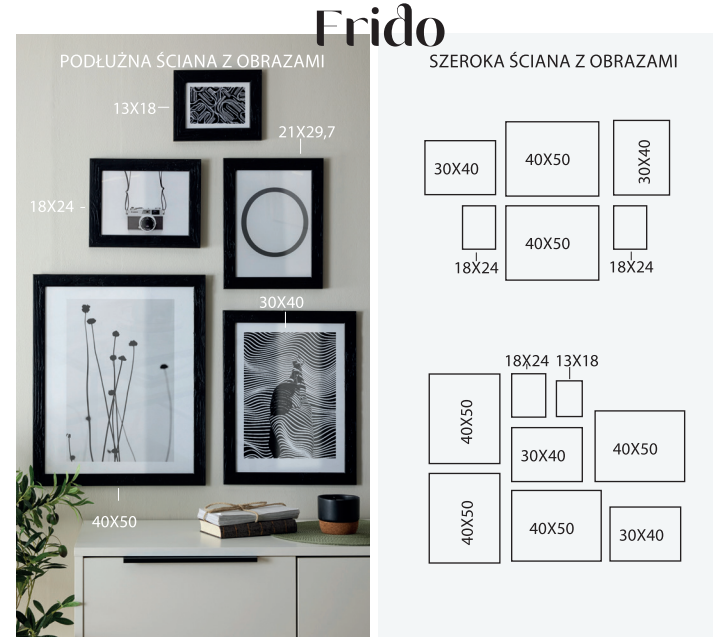 Frido
PODŁUŻNA ŚCIANA Z OBRAZAMI
13X18
21X29,7
18X24
30X40
40X50
SZEROKA ŚCIANA Z OBRAZAMI
30X40
40X50
30X40
18X24
40X50
18X24
18X24
13X18
40X50
30X40
40X50
40X50
40X50
30X40